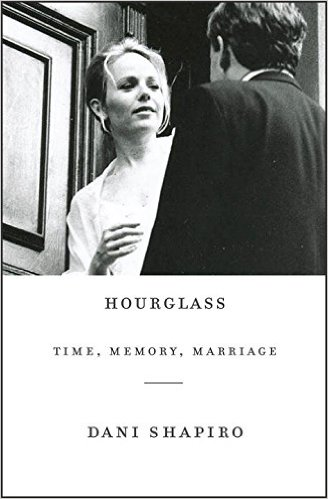 HOURGLASS
TIME, MEMORY, MARRIAGE
DANI SHAPIRO